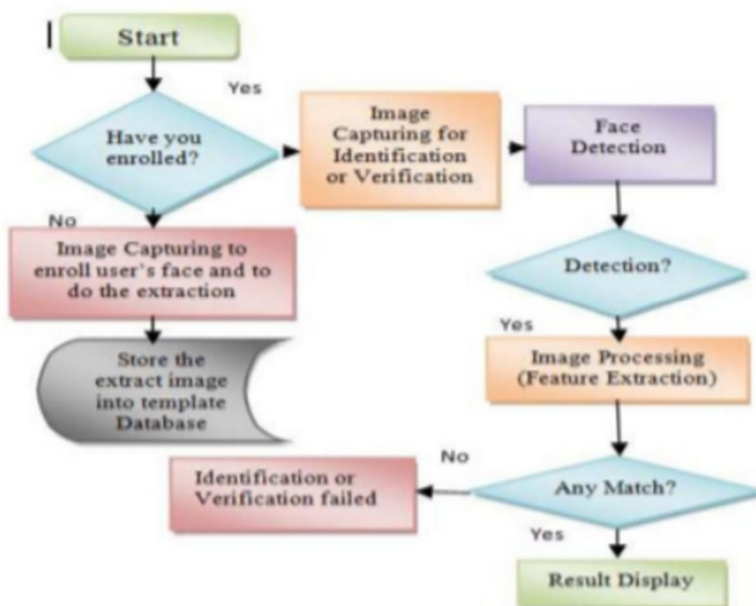 Start
Yes
Have you
enrolled?
Image
Capturing for
Identification
or Verification
Face
Detection
No
Image Capturing to
enroll user's face and to
do the extraction
Detection?
Yes
Store the
extract image
into template
Database
Image Processing
(Feature Extraction)
No
Identification or
Verification failed
Any Match?
Yes
Result Display